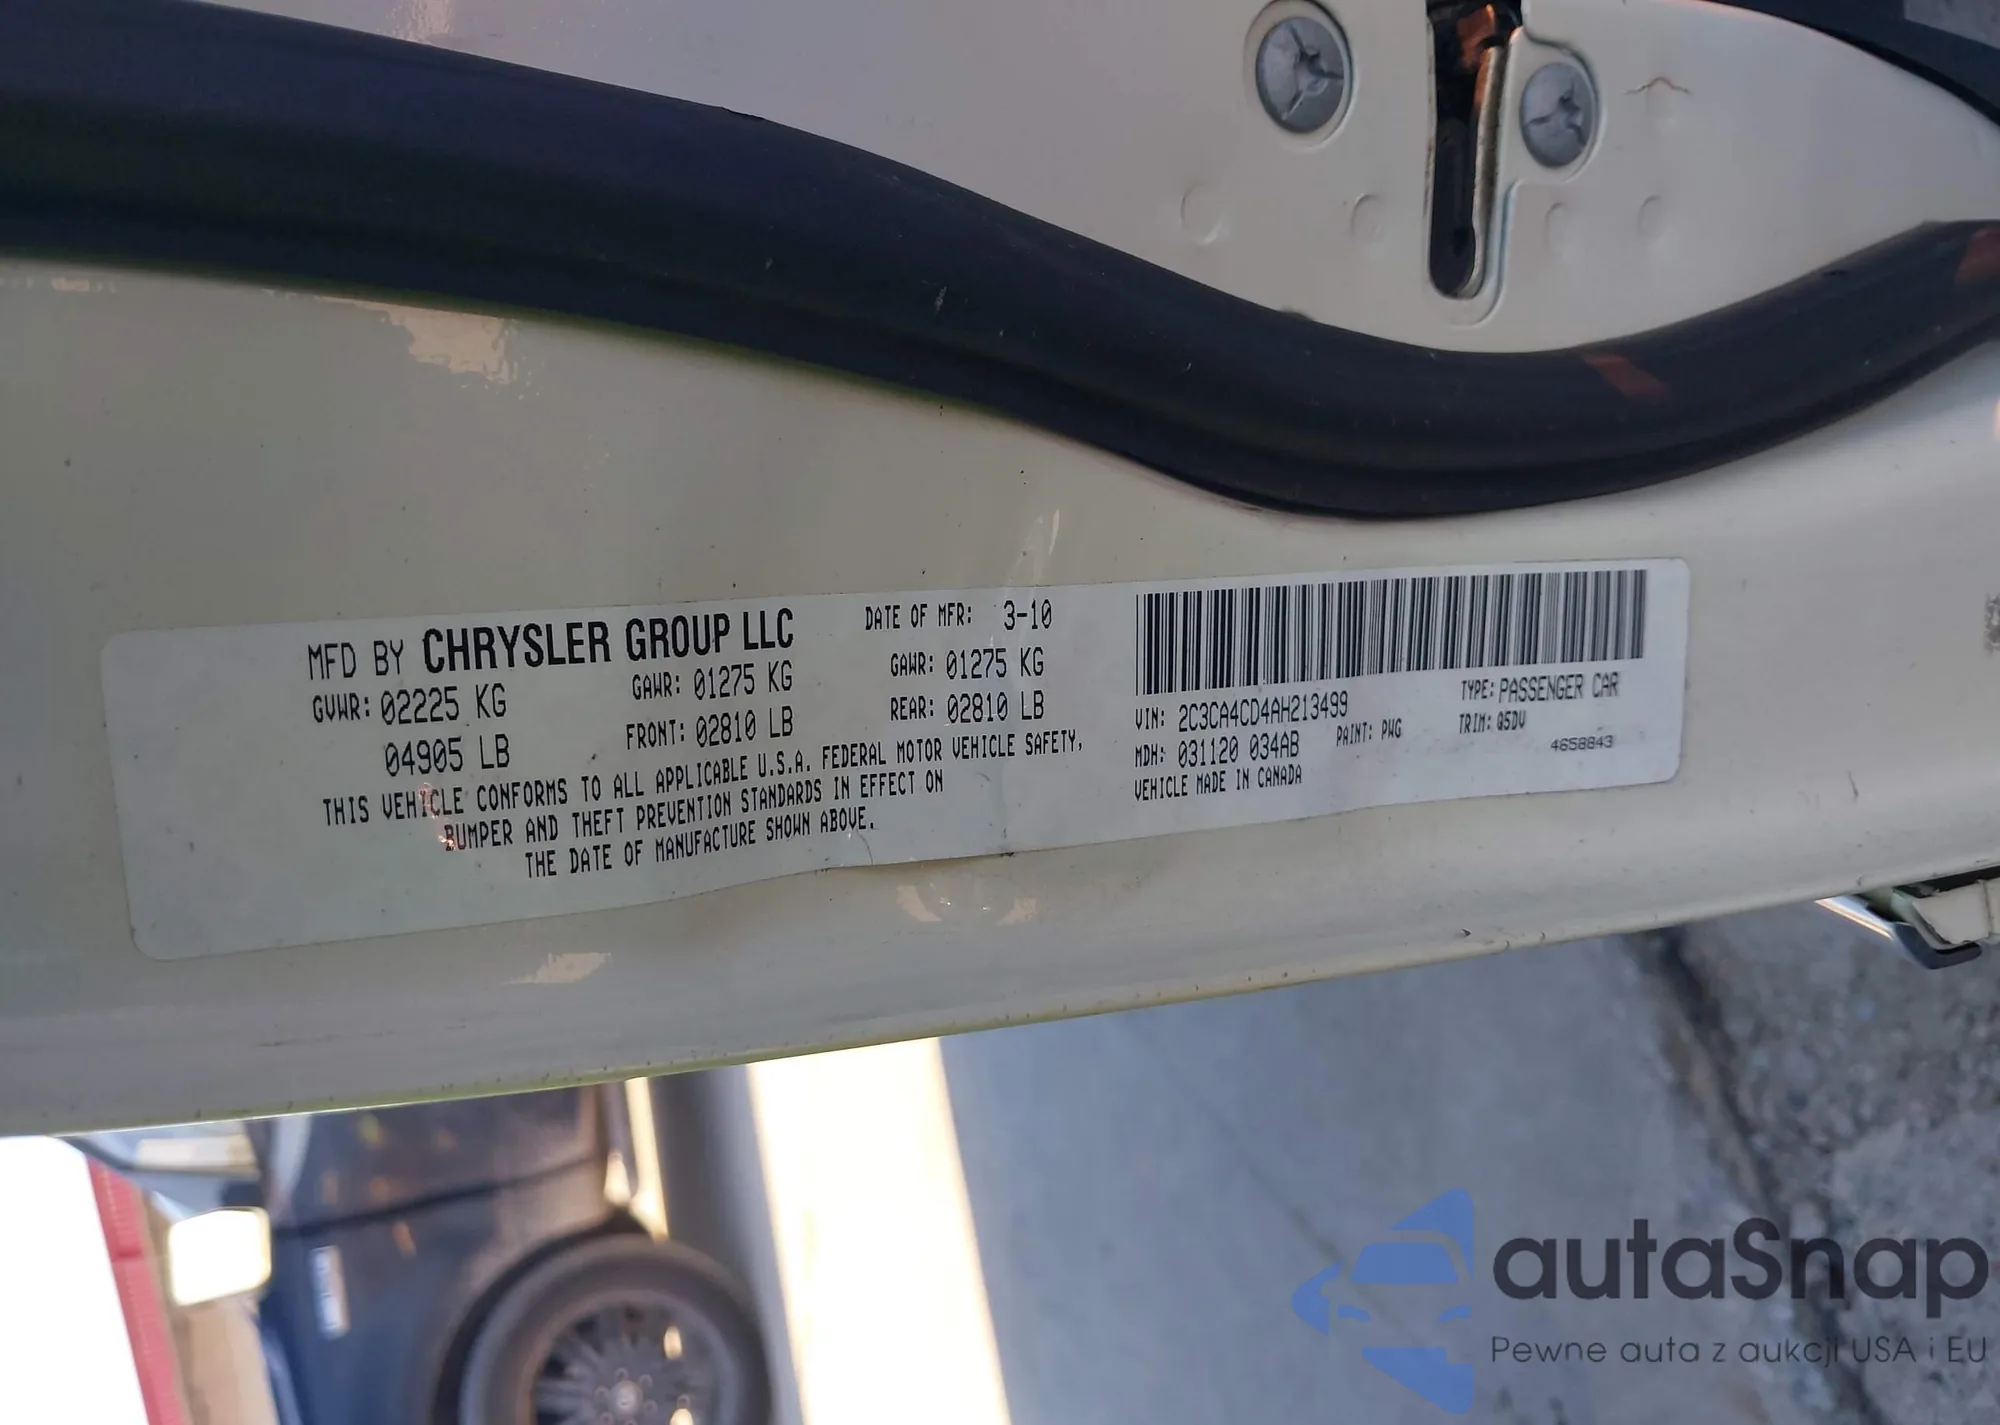 MFD BY CHRYSLER GROUP LLC
DATE OF MFR: 3-10
GVWR: 02225 KG
GAWR: 01275 KG
GAWR: 01275 KG
04905 LB
FRONT: 02810 LB
REAR: 02810 LB
THIS VEHICLE CONFORMS TO ALL APPLICABLE U.S.A. FEDERAL MOTOR VEHICLE SAFETY,
BUMPER AND THEFT PREVENTION STANDARDS IN EFFECT ON
THE DATE OF MANUFACTURE SHOWN ABOVE.
VIN: 2C3CA4CD4AH213499
TYPE: PASSENGER CAR
MDH: 031120 034AB
PAINT: PWG
TRIM: Q5DV
4658843
VEHICLE MADE IN CANADA
autaSnap
Pewne auta z aukcji USA i EU